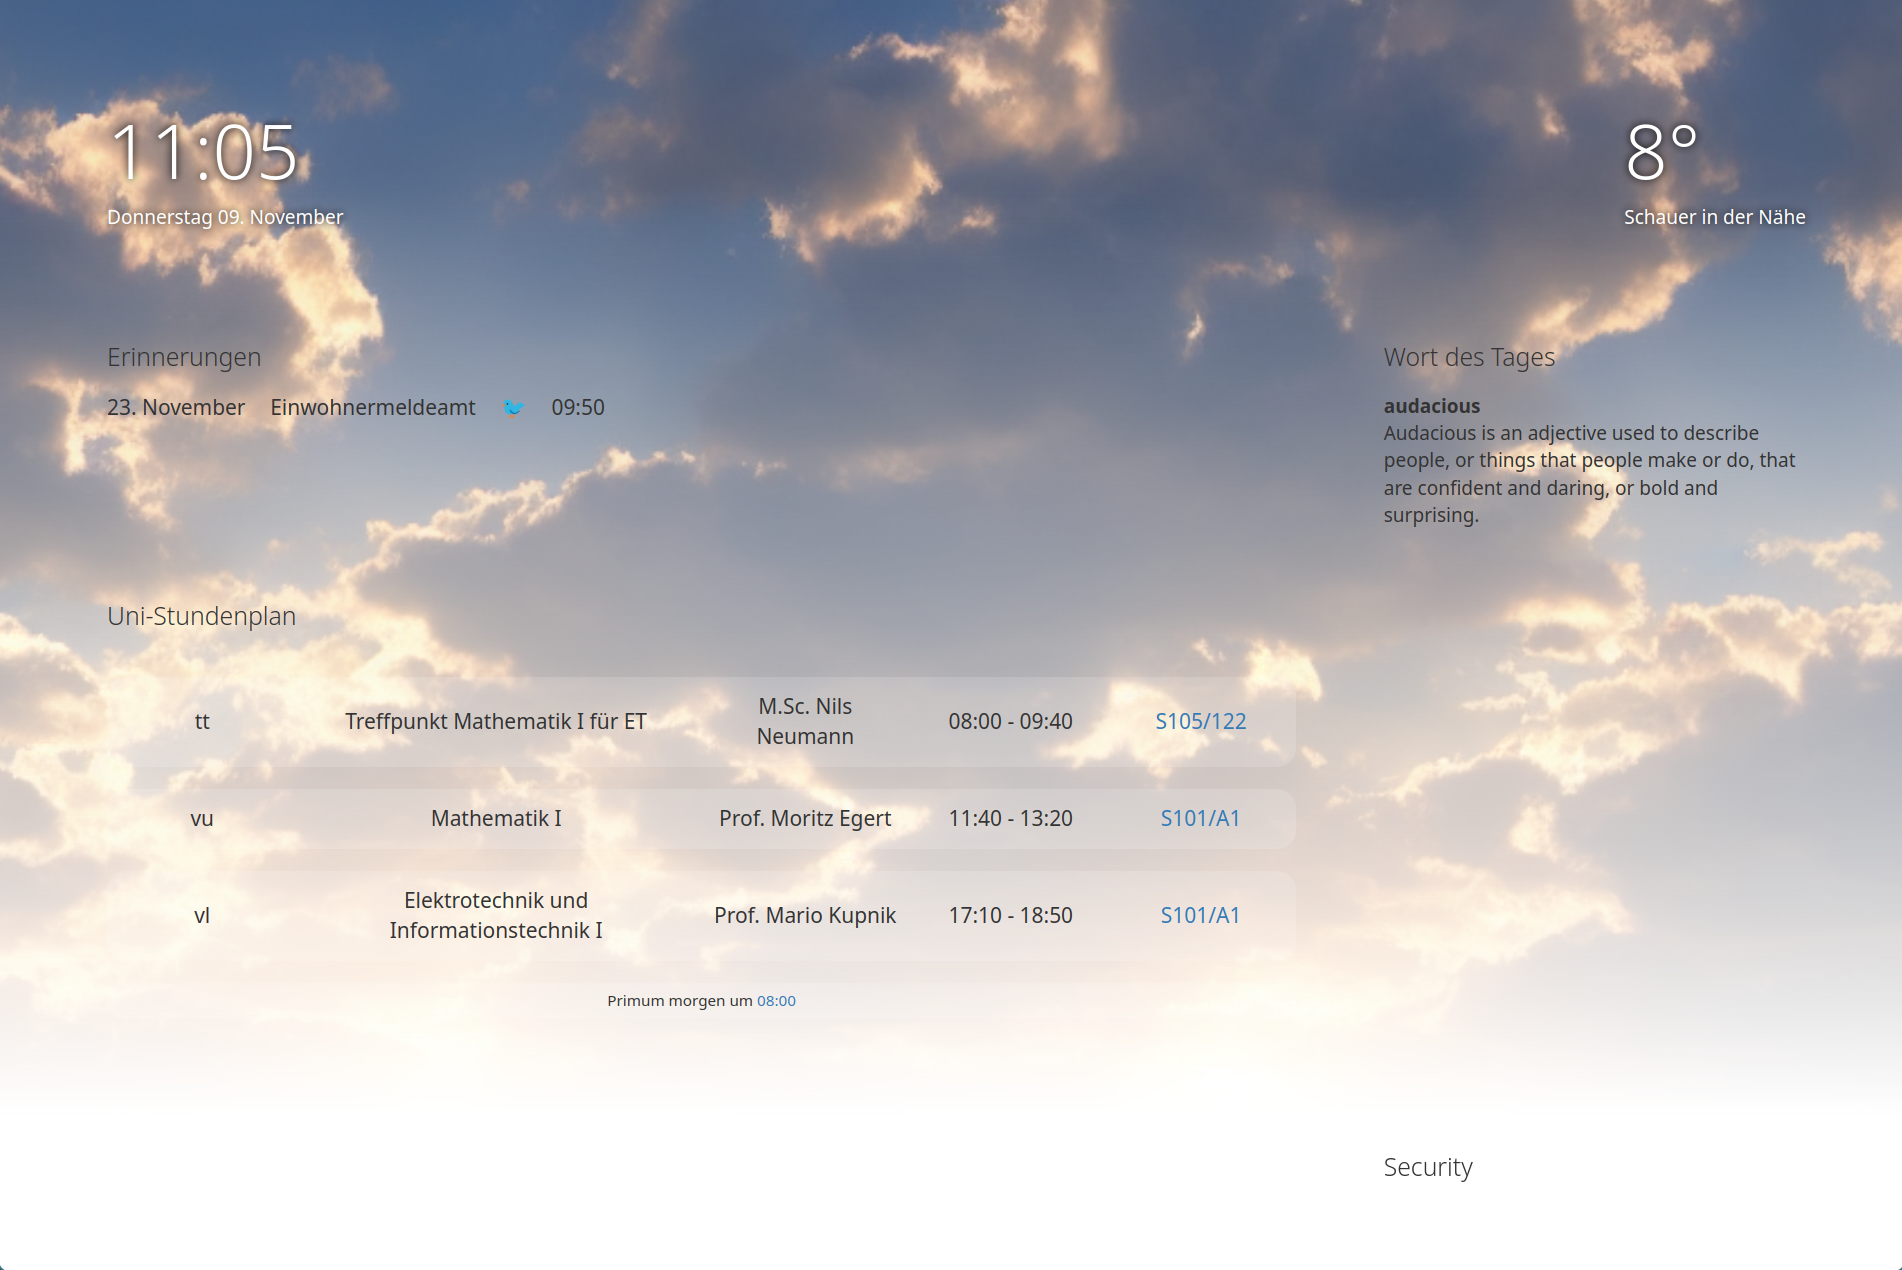 11:05
Donnerstag 09. November
8°
Schauer in der Nähe
Erinnerungen
23. November Einwohnermeldeamt 🐦 09:50
Wort des Tages
audacious
Audacious is an adjective used to describe
people, or things that people make or do, that
are confident and daring, or bold and
surprising.
Uni-Stundenplan
tt Treffpunkt Mathematik I für ET M.Sc. Nils
Neumann 08:00 - 09:40 S105/122
vu Mathematik I Prof. Moritz Egert 11:40 - 13:20 S101/A1
vl Elektrotechnik und
Informationstechnik I Prof. Mario Kupnik 17:10 - 18:50 S101/A1
Primum morgen um 08:00
Security